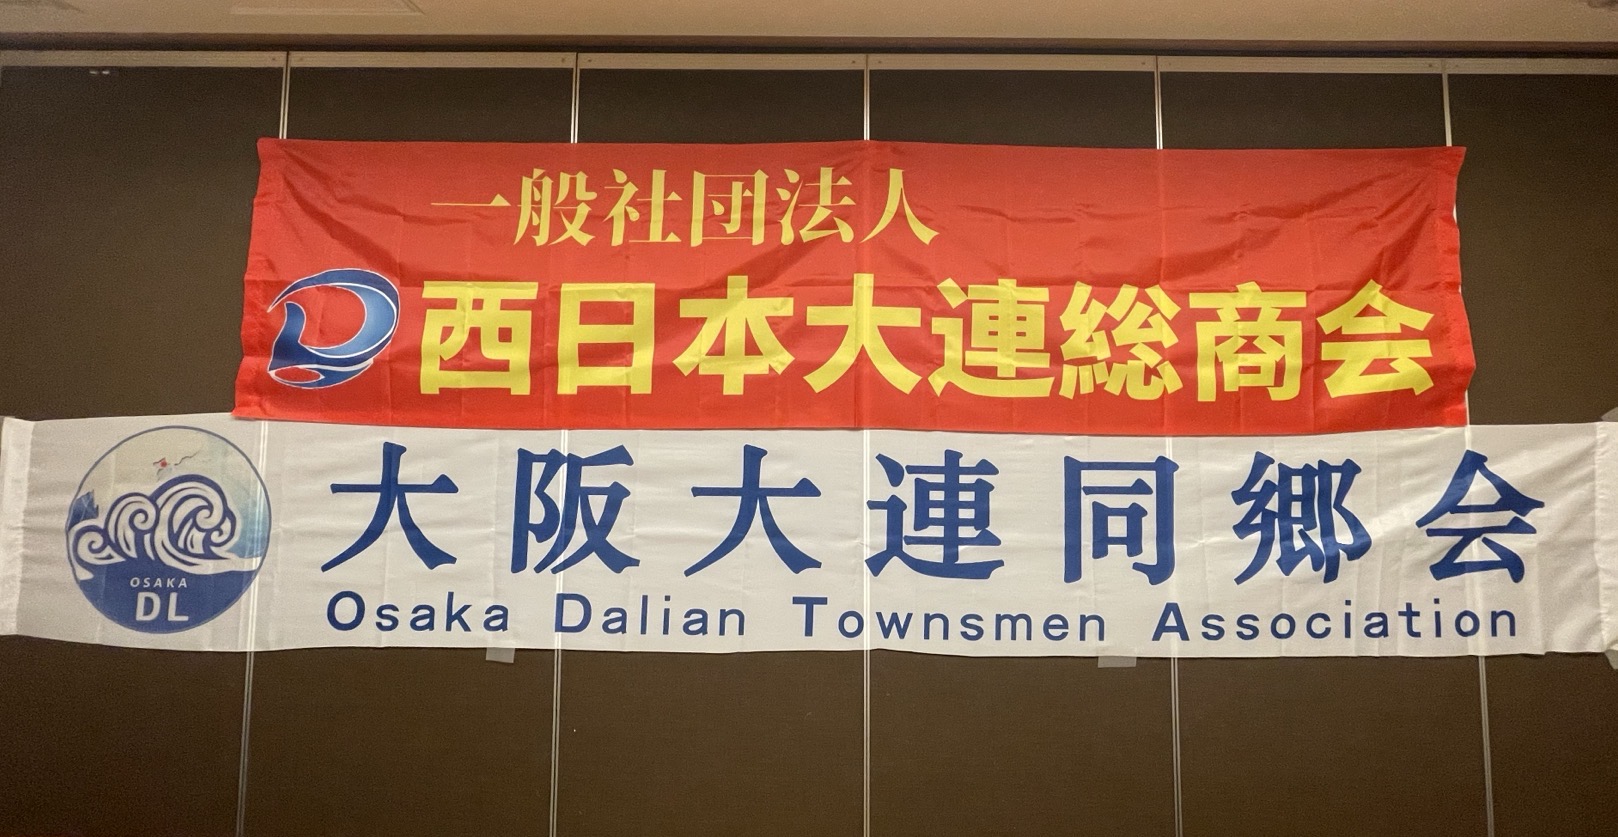 一般社団法人
西日本大連総商会
大阪大連同郷会
Osaka Dalian Townsmen Association
OSAKA
DL